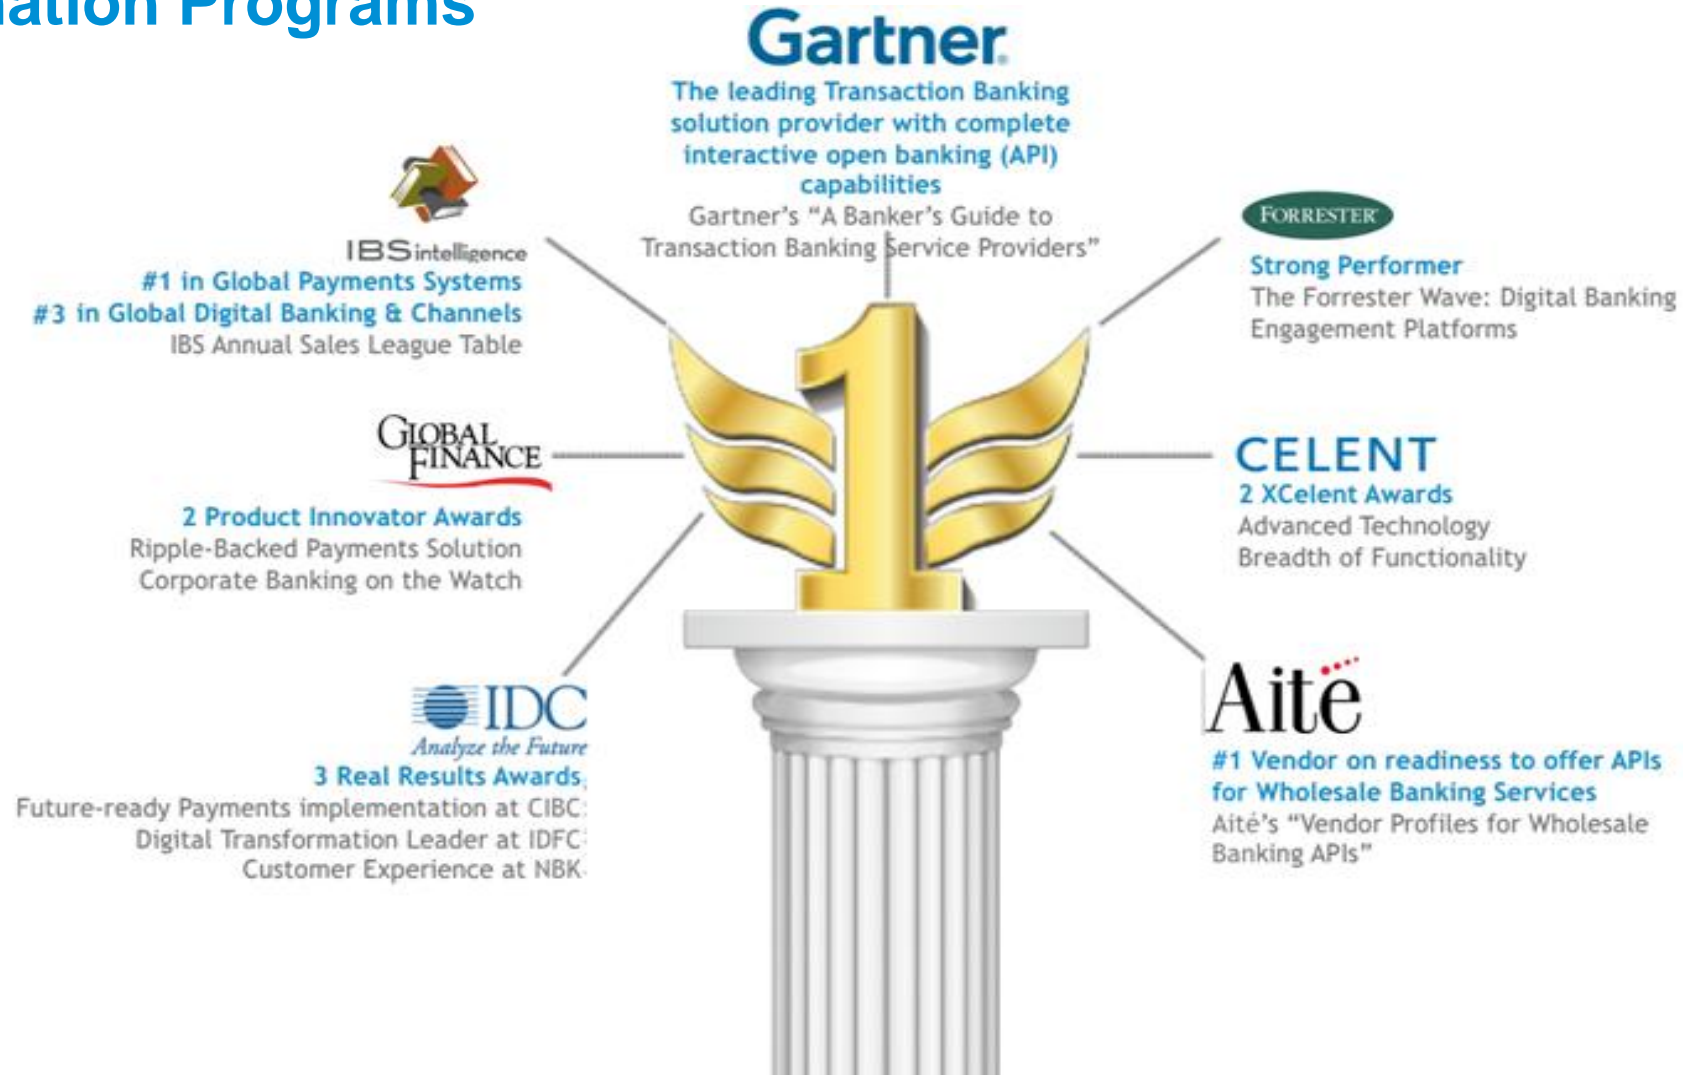 Programs
Gartner
The leading Transaction Banking
solution provider with complete
interactive open banking (API)
capabilities
Gartner's “A Banker's Guide to
Transaction Banking Service Providers”
IBS intelligence
#1 in Global Payments Systems
#3 in Global Digital Banking & Channels
IBS Annual Sales League Table
FORRESTER
Strong Performer
The Forrester Wave: Digital Banking
Engagement Platforms
GLOBAL
FINANCE
2 Product Innovator Awards
Ripple-Backed Payments Solution
Corporate Banking on the Watch
CELENT
2 XCelent Awards
Advanced Technology
Breadth of Functionality
1
IDC
Analyze the Future
3 Real Results Awards
Future-ready Payments implementation at CIBC
Digital Transformation Leader at IDFC
Customer Experience at NBK
Aité
#1 Vendor on readiness to offer APIs
for Wholesale Banking Services
Aité's “Vendor Profiles for Wholesale
Banking APIs”